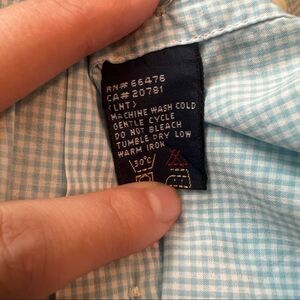 RN# 66476
CA# 20781
(LHT)
MACHINE WASH COLD
GENTLE CYCLE
DO NOT BLEACH
TUMBLE DRY LOW
WARM IRON
30°C